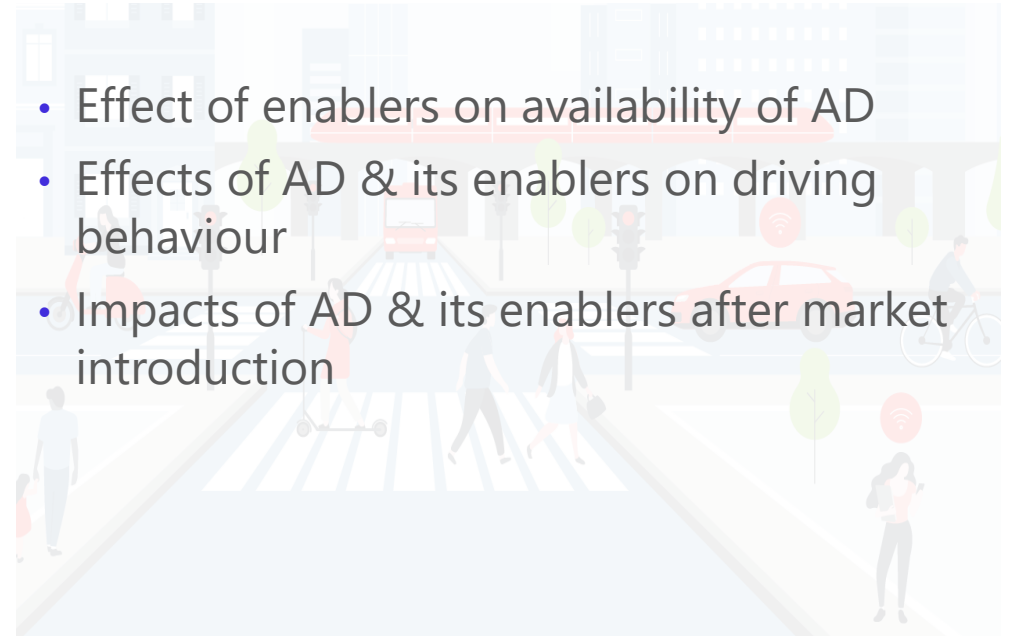 • Effect of enablers on availability of AD
• Effects of AD & its enablers on driving
behaviour
• Impacts of AD & its enablers after market
introduction